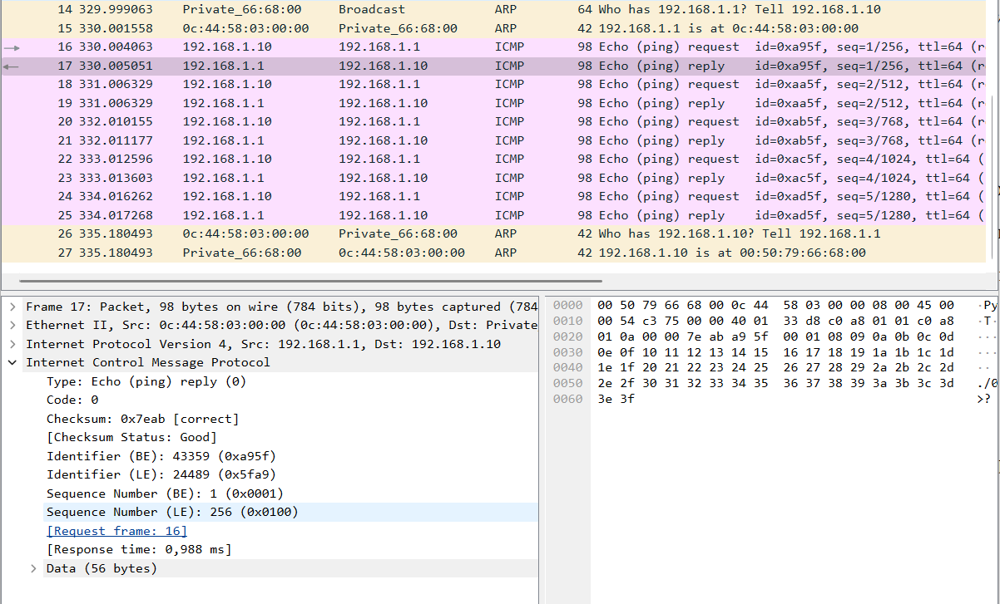 14 329.999063 Private_66:68:00 Broadcast ARP 64 Who has 192.168.1.1? Tell 192.168.1.10
15 330.001558 0c:44:58:03:00:00 Private_66:68:00 ARP 42 192.168.1.1 is at 0c:44:58:03:00:00
16 330.004063 192.168.1.10 192.168.1.1 ICMP 98 Echo (ping) request id=0xa95f, seq=1/256, ttl=64 (r
17 330.005051 192.168.1.1 192.168.1.10 ICMP 98 Echo (ping) reply id=0xa95f, seq=1/256, ttl=64 (r
18 331.006329 192.168.1.10 192.168.1.1 ICMP 98 Echo (ping) request id=0xaa5f, seq=2/512, ttl=64 (r
19 331.006329 192.168.1.1 192.168.1.10 ICMP 98 Echo (ping) reply id=0xaa5f, seq=2/512, ttl=64 (r
20 332.010155 192.168.1.10 192.168.1.1 ICMP 98 Echo (ping) request id=0xab5f, seq=3/768, ttl=64 (r
21 332.011177 192.168.1.1 192.168.1.10 ICMP 98 Echo (ping) reply id=0xab5f, seq=3/768, ttl=64 (r
22 333.012596 192.168.1.10 192.168.1.1 ICMP 98 Echo (ping) request id=0xac5f, seq=4/1024, ttl=64 (
23 333.013603 192.168.1.1 192.168.1.10 ICMP 98 Echo (ping) reply id=0xac5f, seq=4/1024, ttl=64 (
24 334.016262 192.168.1.10 192.168.1.1 ICMP 98 Echo (ping) request id=0xad5f, seq=5/1280, ttl=64 (
25 334.017268 192.168.1.1 192.168.1.10 ICMP 98 Echo (ping) reply id=0xad5f, seq=5/1280, ttl=64 (
26 335.180493 0c:44:58:03:00:00 Private_66:68:00 ARP 42 Who has 192.168.1.10? Tell 192.168.1.1
27 335.180493 Private_66:68:00 0c:44:58:03:00:00 ARP 42 192.168.1.10 is at 00:50:79:66:68:00
Frame 17: Packet, 98 bytes on wire (784 bits), 98 bytes captured (784
Ethernet II, Src: 0c:44:58:03:00:00 (0c:44:58:03:00:00), Dst: Private
Internet Protocol Version 4, Src: 192.168.1.1, Dst: 192.168.1.10
Internet Control Message Protocol
Type: Echo (ping) reply (0)
Code: 0
Checksum: 0x7eab [correct]
[Checksum Status: Good]
Identifier (BE): 43359 (0xa95f)
Identifier (LE): 24489 (0x5fa9)
Sequence Number (BE): 1 (0x0001)
Sequence Number (LE): 256 (0x0100)
[Request frame: 16]
[Response time: 0,988 ms]
Data (56 bytes)
0000 00 50 79 66 68 00 0c 44 58 03 00 00 08 00 45 00 ·Py
0010 00 54 c3 75 00 00 40 01 33 d8 c0 a8 01 01 c0 a8 ·T·
0020 01 0a 00 00 7e ab a9 5f 00 01 08 09 0a 0b 0c 0d ···
0030 0e 0f 10 11 12 13 14 15 16 17 18 19 1a 1b 1c 1d ···
0040 1e 1f 20 21 22 23 24 25 26 27 28 29 2a 2b 2c 2d ··
0050 2e 2f 30 31 32 33 34 35 36 37 38 39 3a 3b 3c 3d ./0
0060 3e 3f >?